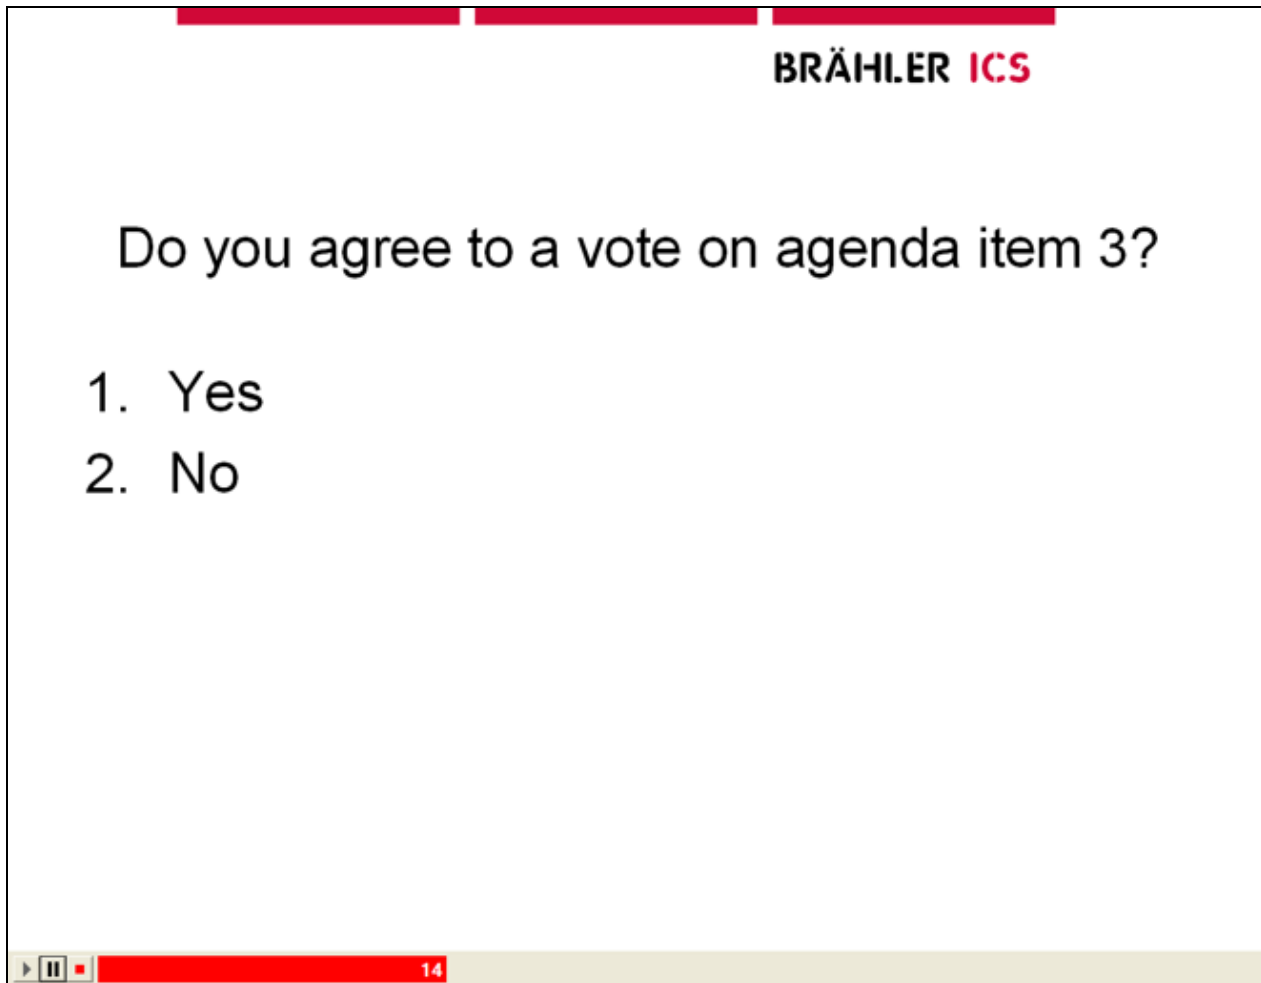 BRÄHLER ICS
Do you agree to a vote on agenda item 3?
1. Yes
2. No
14